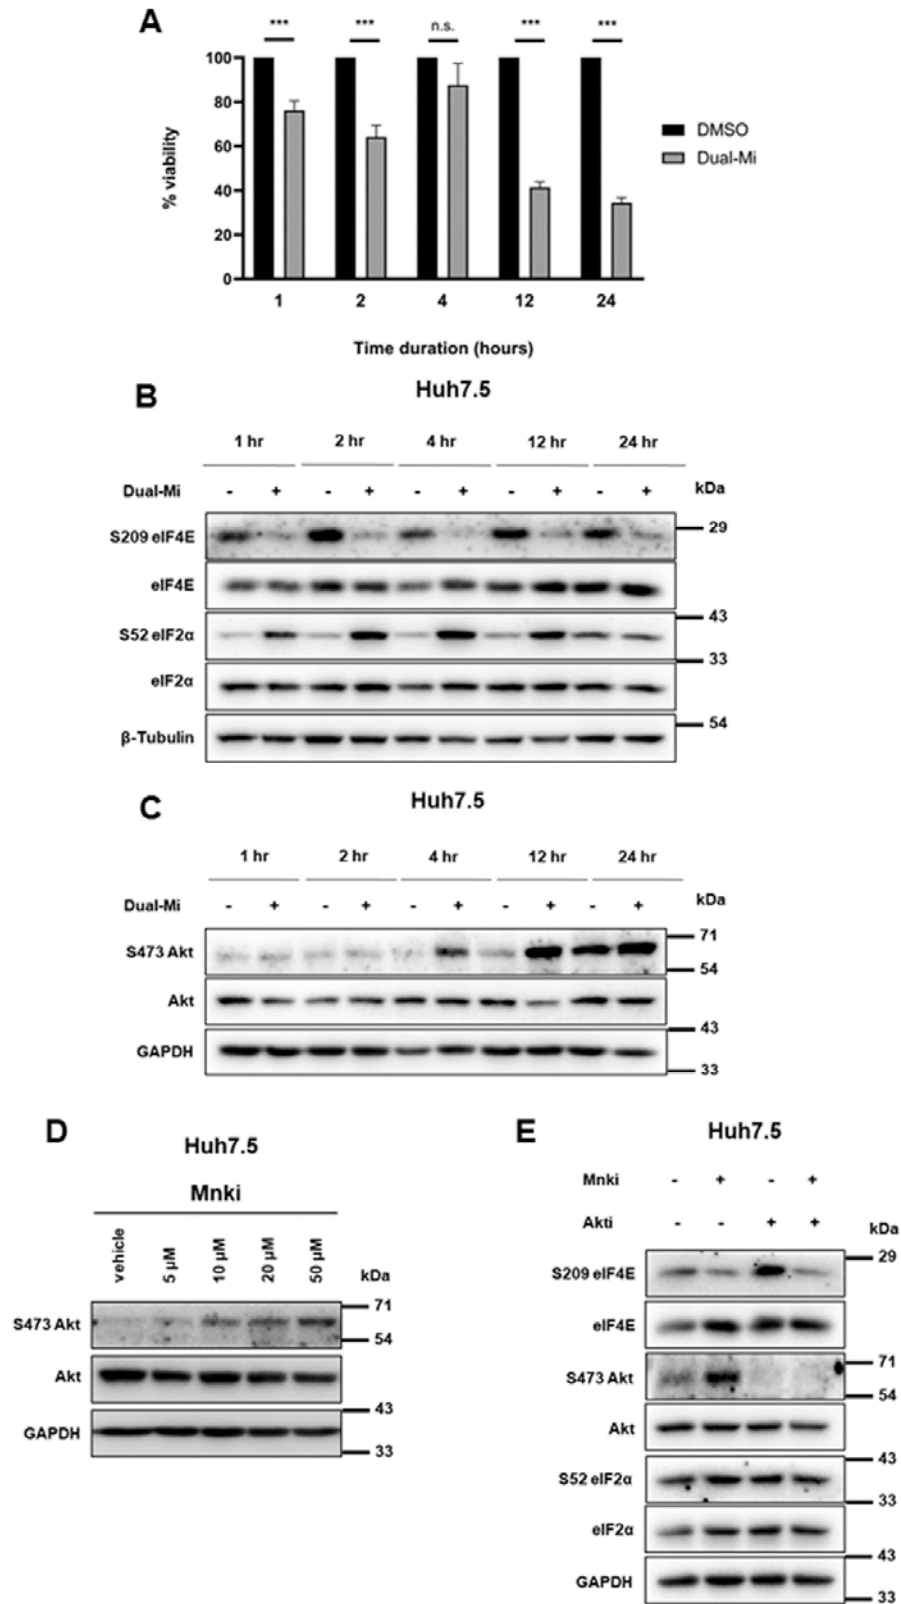 A
*** *** n.s. *** ***
100
80
60
40
20
0
% viability
1 2 4 12 24
Time duration (hours)
DMSO
Dual-Mi
B
Huh7.5
1 hr 2 hr 4 hr 12 hr 24 hr
Dual-Mi - + - + - + - + - + kDa
S209 eIF4E 29
eIF4E
S52 eIF2α 43
33
eIF2α
β-Tubulin 54
C
Huh7.5
1 hr 2 hr 4 hr 12 hr 24 hr
Dual-Mi - + - + - + - + - + kDa
S473 Akt 71
54
Akt
43
GAPDH
33
D
Huh7.5
Mnki
vehicle 5 µM 10 µM 20 µM 50 µM kDa
S473 Akt 71
54
Akt
43
GAPDH
33
E
Huh7.5
Mnki - + - +
Akti - - + +
kDa
S209 eIF4E 29
eIF4E
S473 Akt 71
54
Akt
43
S52 eIF2α
33
eIF2α
43
GAPDH
33